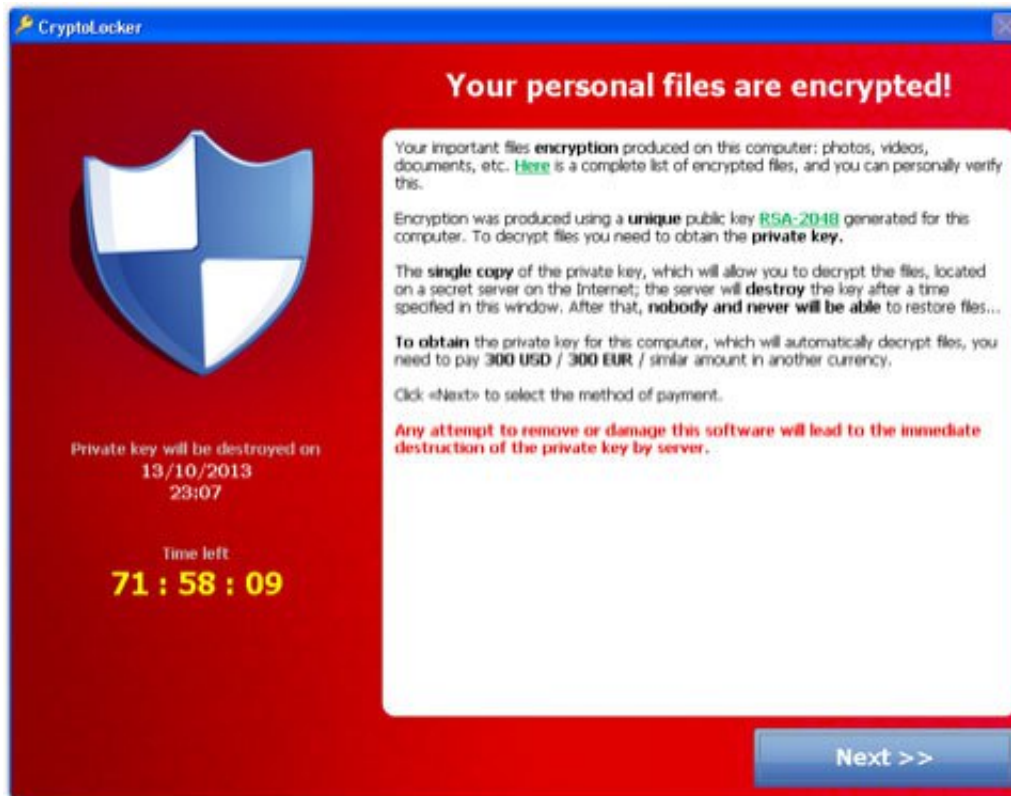 CryptoLocker
Your personal files are encrypted!
Your important files encryption produced on this computer: photos, videos,
documents, etc. Here is a complete list of encrypted files, and you can personally verify
this.
Encryption was produced using a unique public key RSA-2048 generated for this
computer. To decrypt files you need to obtain the private key.
The single copy of the private key, which will allow you to decrypt the files, located
on a secret server on the Internet; the server will destroy the key after a time
specified in this window. After that, nobody and never will be able to restore files...
To obtain the private key for this computer, which will automatically decrypt files, you
need to pay 300 USD / 300 EUR / similar amount in another currency.
Click «Next» to select the method of payment.
Any attempt to remove or damage this software will lead to the immediate
destruction of the private key by server.
Private key will be destroyed on
13/10/2013
23:07
Time left
71 : 58 : 09
Next >>